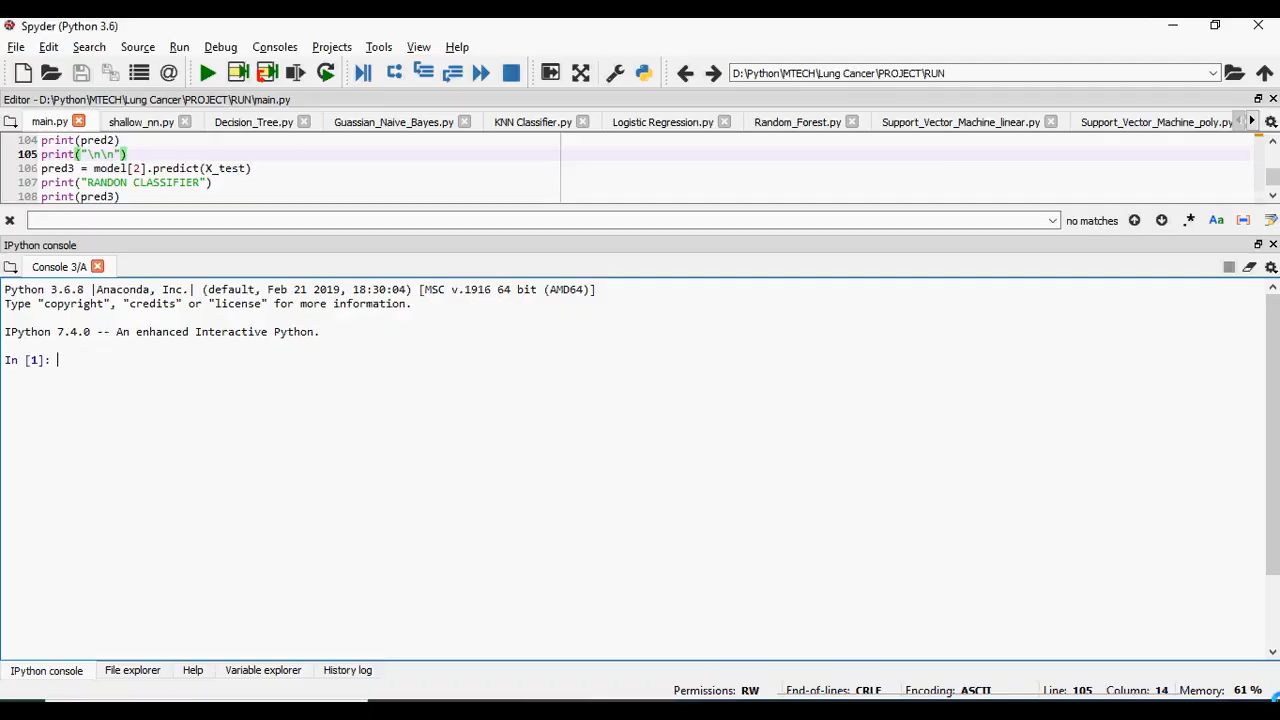 Spyder (Python 3.6)
File Edit Search Source Run Debug Consoles Projects Tools View Help
D:\Python\MTECH\Lung Cancer\PROJECT\RUN
Editor - D:\Python\MTECH\Lung Cancer\PROJECT\RUN\main.py
main.py shallow_nn.py Decision_Tree.py Guassian_Naive_Bayes.py KNN Classifier.py Logistic Regression.py Random_Forest.py Support_Vector_Machine_linear.py Support_Vector_Machine_poly.py
104 print(pred2)
105 print("\n\n")
106 pred3 = model[2].predict(X_test)
107 print("RANDON CLASSIFIER")
108 print(pred3)
no matches .* Aa
IPython console
Console 3/A
Python 3.6.8 |Anaconda, Inc.| (default, Feb 21 2019, 18:30:04) [MSC v.1916 64 bit (AMD64)]
Type "copyright", "credits" or "license" for more information.
IPython 7.4.0 -- An enhanced Interactive Python.
In [1]:
IPython console File explorer Help Variable explorer History log
Permissions: RW End-of-lines: CRLF Encoding: ASCII Line: 105 Column: 14 Memory: 61 %